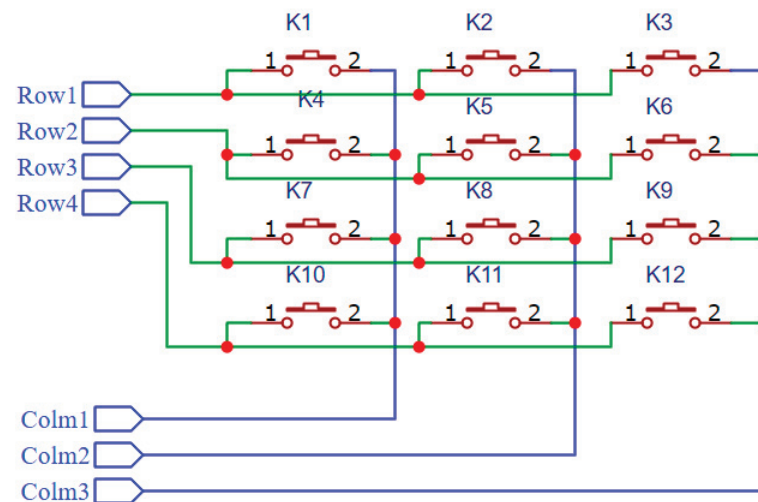 K1 K2 K3
1 2 1 2 1 2
Row1
K4 K5 K6
Row2
1 2 1 2 1 2
Row3
K7 K8 K9
Row4
1 2 1 2 1 2
K10 K11 K12
1 2 1 2 1 2
Colm1
Colm2
Colm3